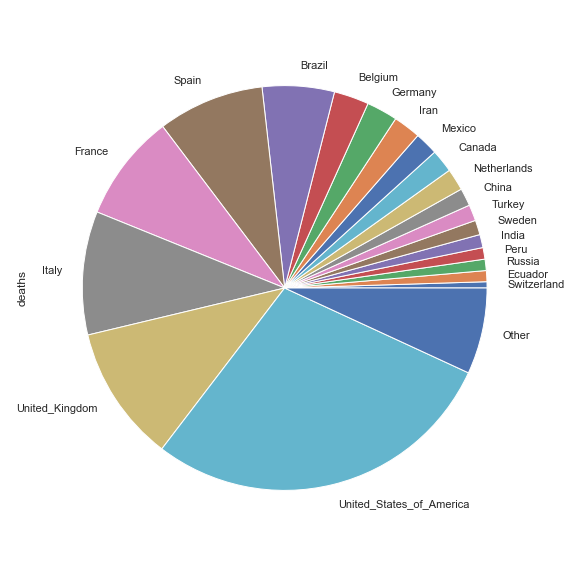 Brazil
Spain
Belgium
Germany
Iran
Mexico
France
Canada
Netherlands
China
Turkey
Sweden
India
Peru
Russia
Italy
Ecuador
deaths
Switzerland
Other
United_Kingdom
United_States_of_America